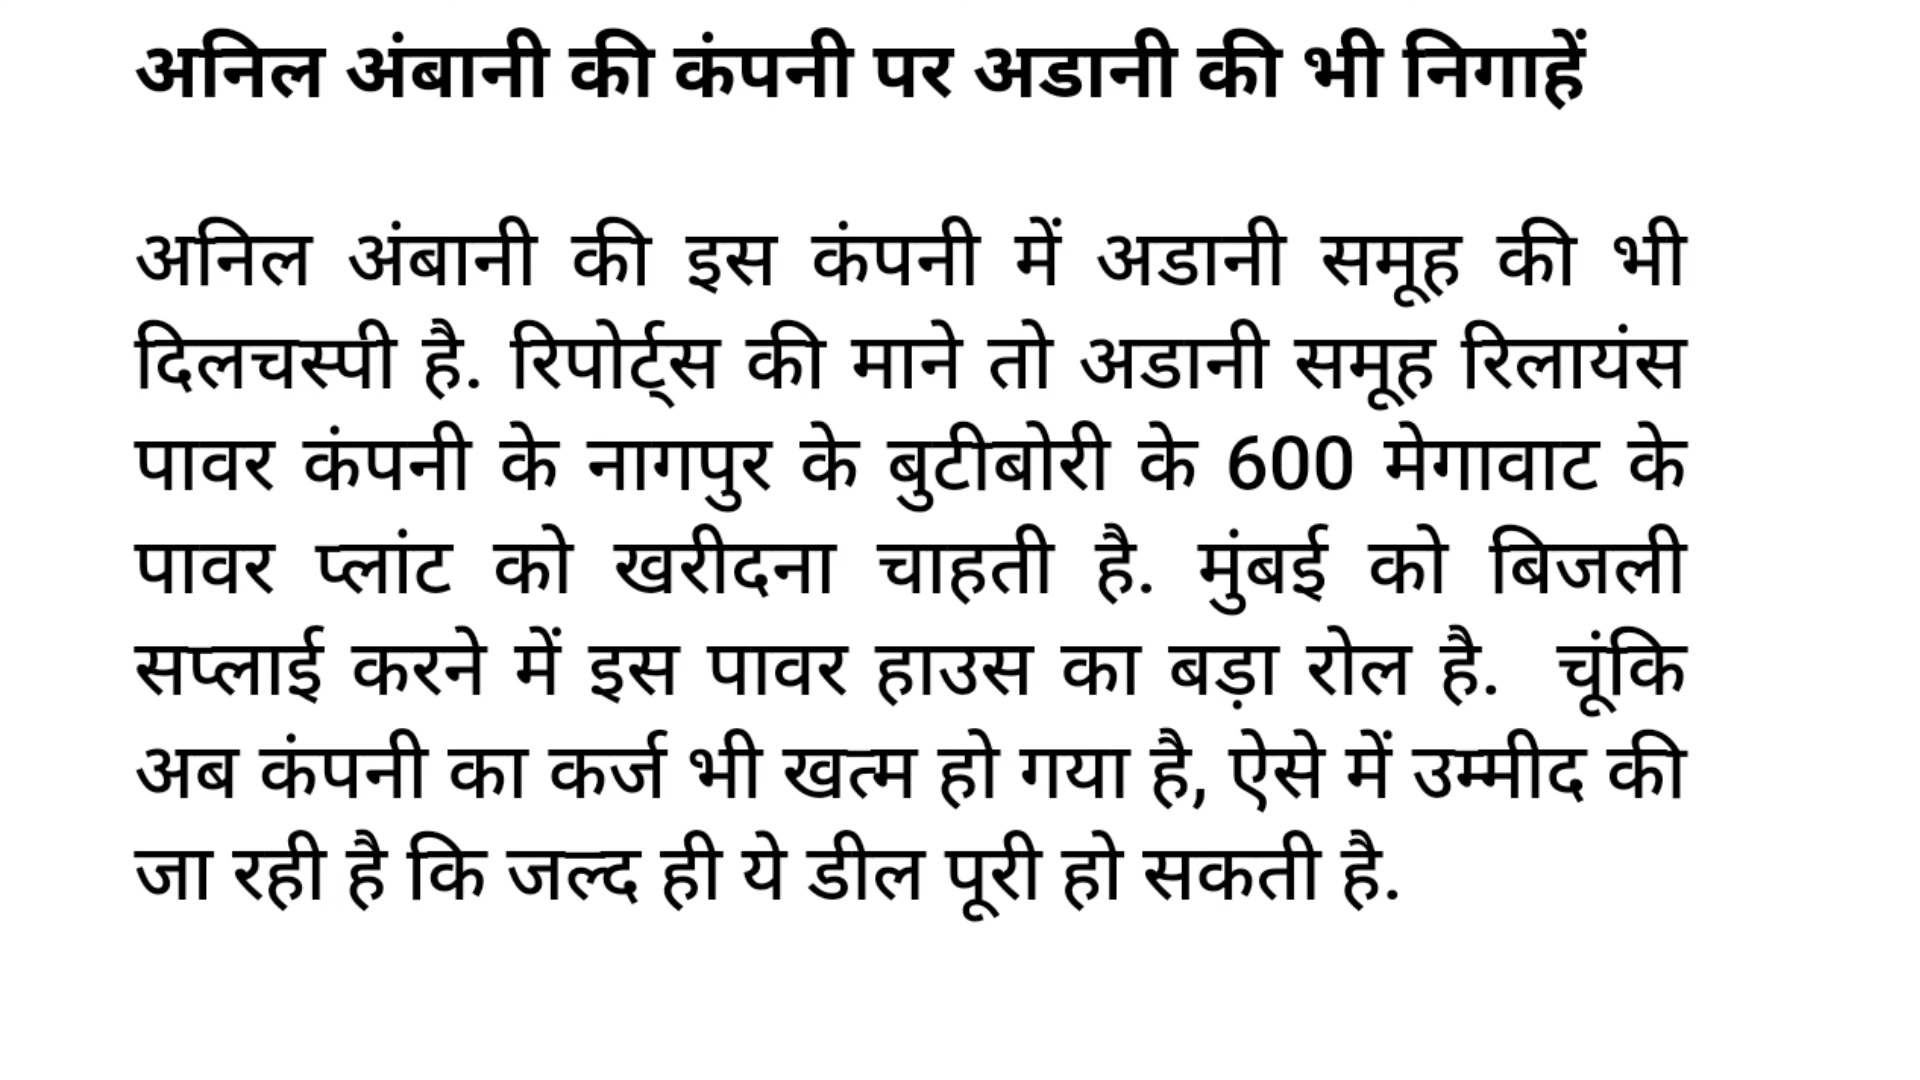 अनिल अंबानी की कंपनी पर अडानी की भी निगाहें
अनिल अंबानी की इस कंपनी में अडानी समूह की भी
दिलचस्पी है. रिपोर्ट्स की माने तो अडानी समूह रिलायंस
पावर कंपनी के नागपुर के बुटीबोरी के 600 मेगावाट के
पावर प्लांट को खरीदना चाहती है. मुंबई को बिजली
सप्लाई करने में इस पावर हाउस का बड़ा रोल है. चूंकि
अब कंपनी का कर्ज भी खत्म हो गया है, ऐसे में उम्मीद की
जा रही है कि जल्द ही ये डील पूरी हो सकती है.